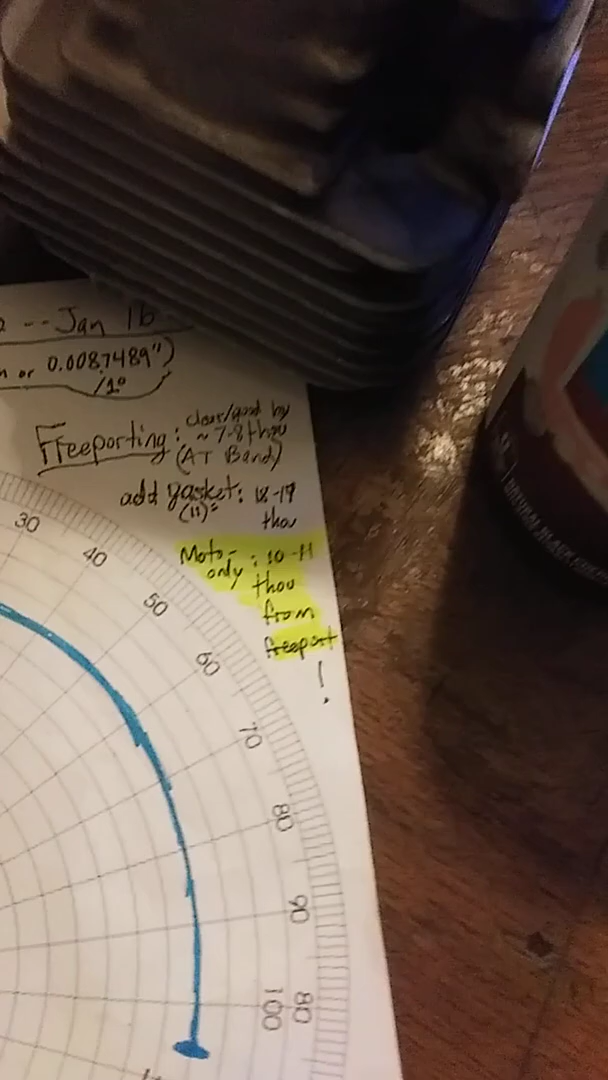 -- Jan 16
or 0.0087489")
/1°
Freeporting: clear/good by
~ 7-8 thou
(AT Band)
add gasket: 18-19
(11)= thou
Moto-
only: 10-11
thou
from
freeport
!
30
40
50
60
70
80
90
100 80